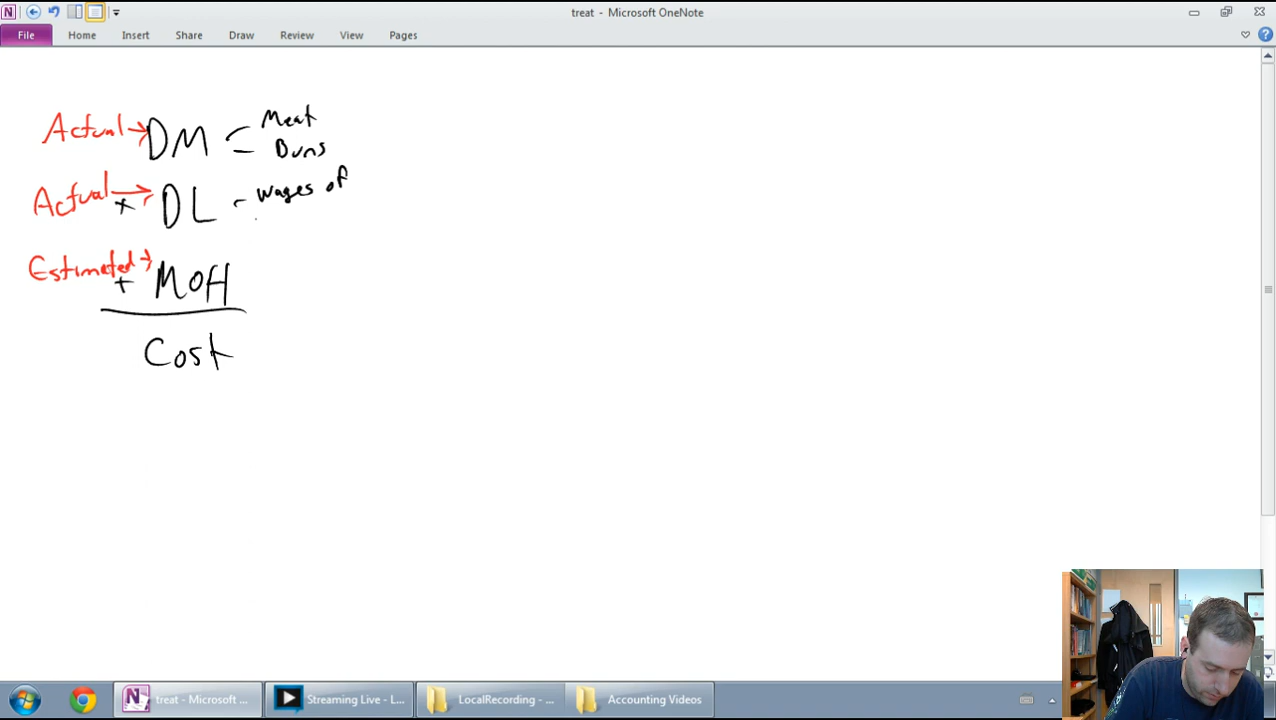 treat - Microsoft OneNote
File Home Insert Share Draw Review View Pages
Actual → DM = Meat
Buns
Actual → + DL - Wages of
Estimated → + MOH
Cost
treat - Microsoft ... Streaming Live - L... LocalRecording - ... Accounting Videos